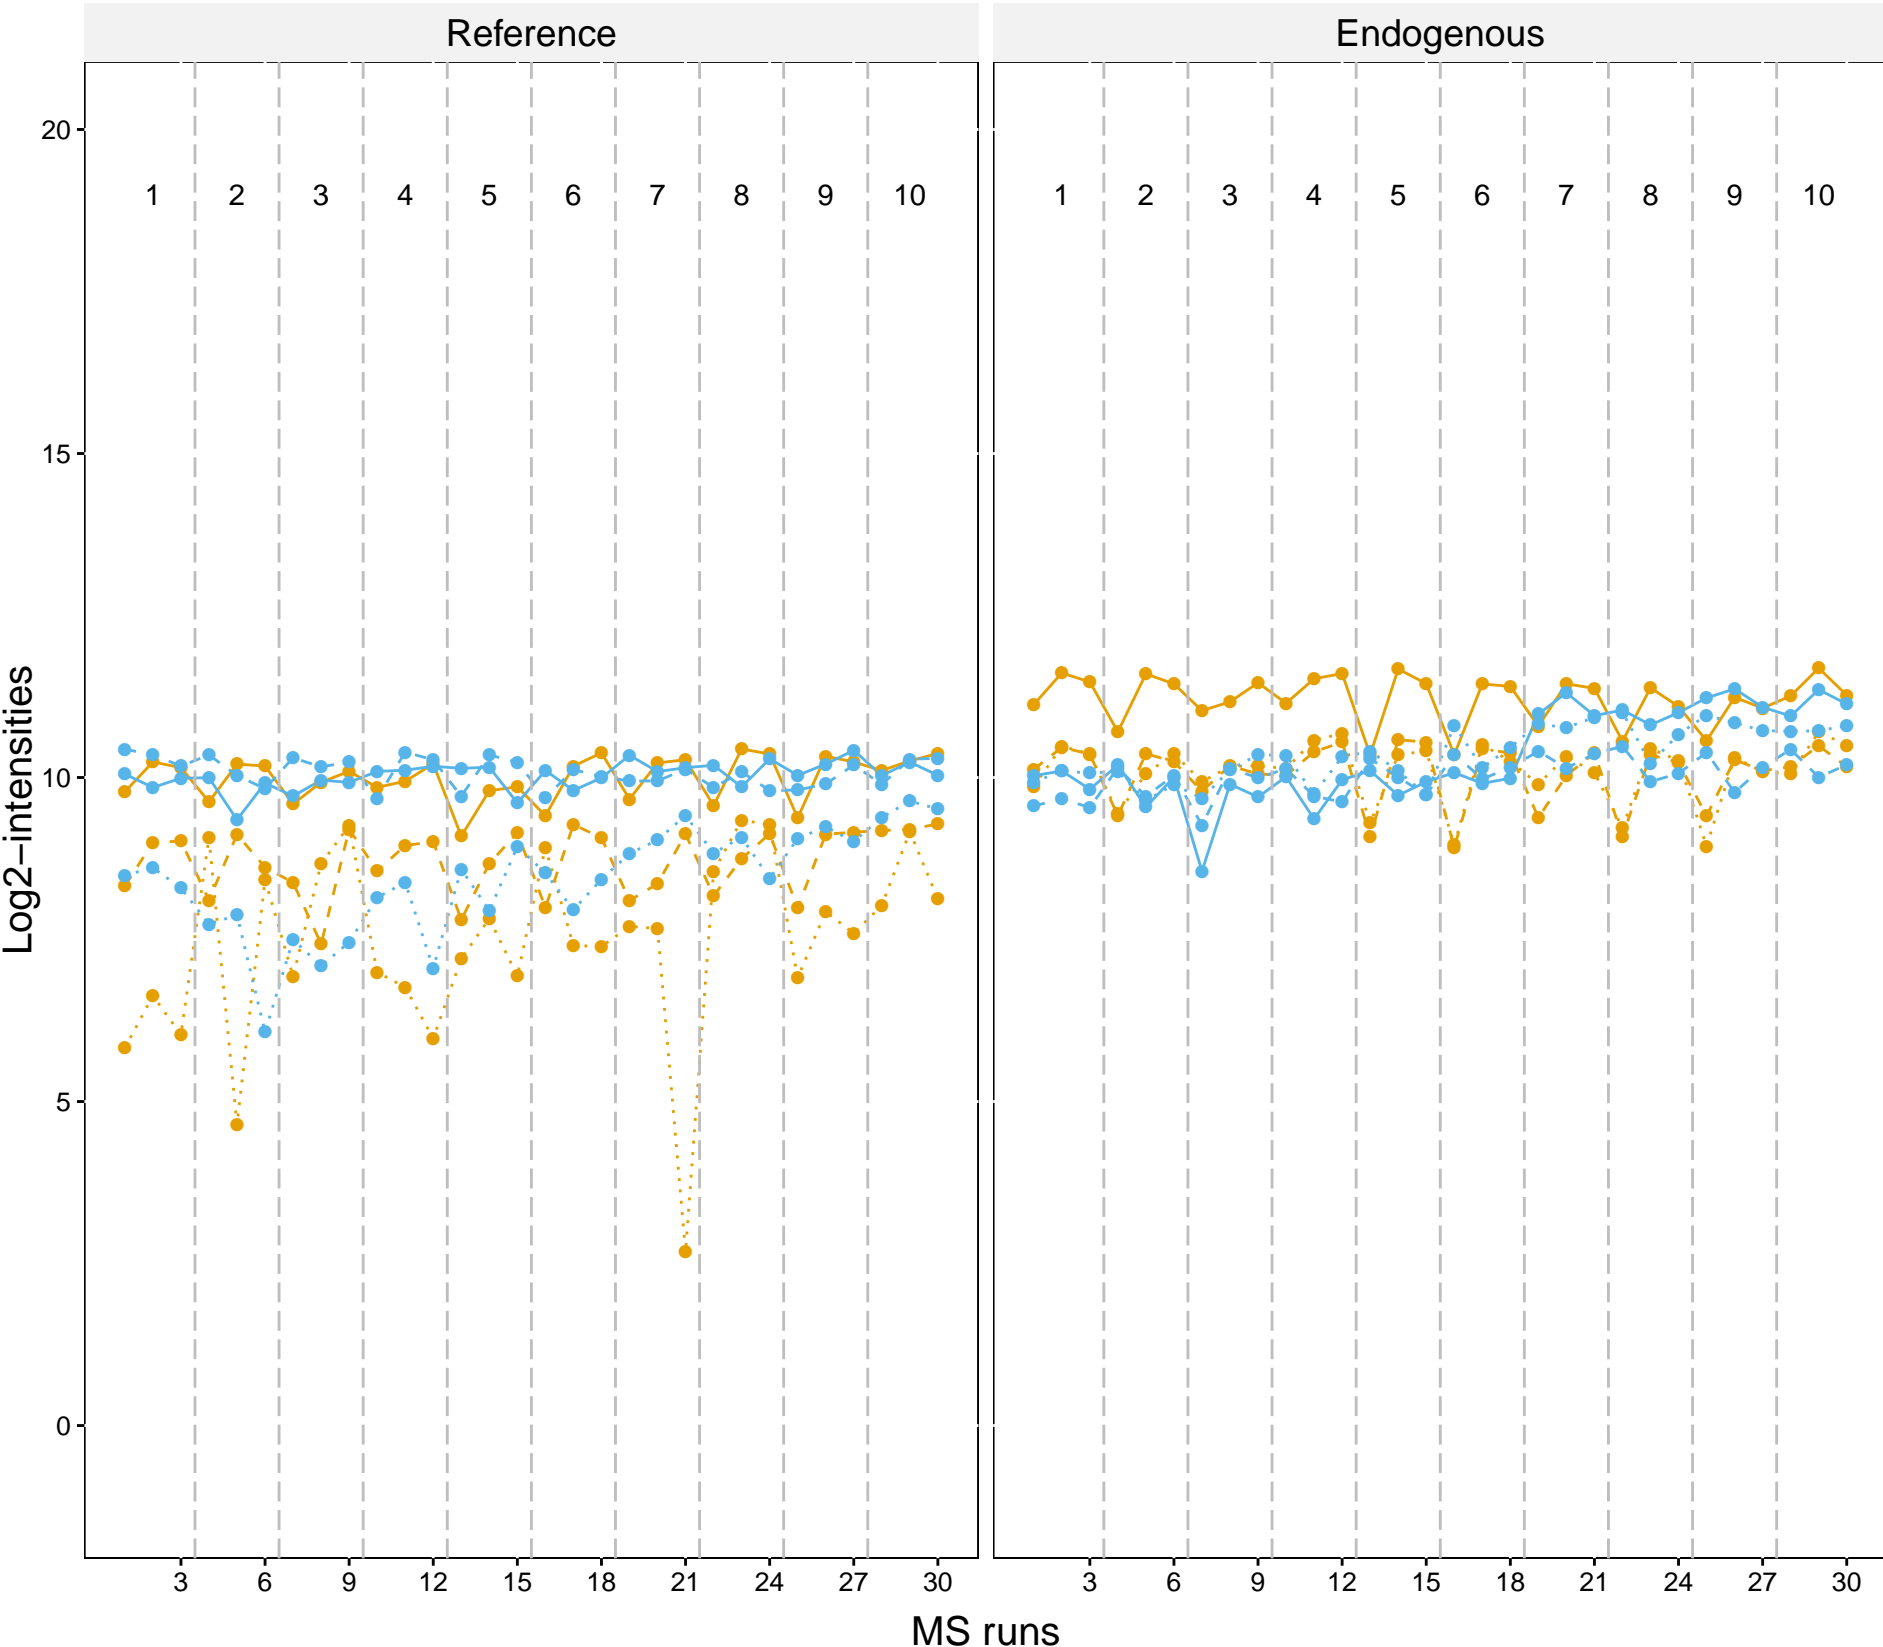 Reference
Endogenous
20
1 2 3 4 5 6 7 8 9 10
1 2 3 4 5 6 7 8 9 10
15
10
5
0
Log2−intensities
3 6 9 12 15 18 21 24 27 30
3 6 9 12 15 18 21 24 27 30
MS runs